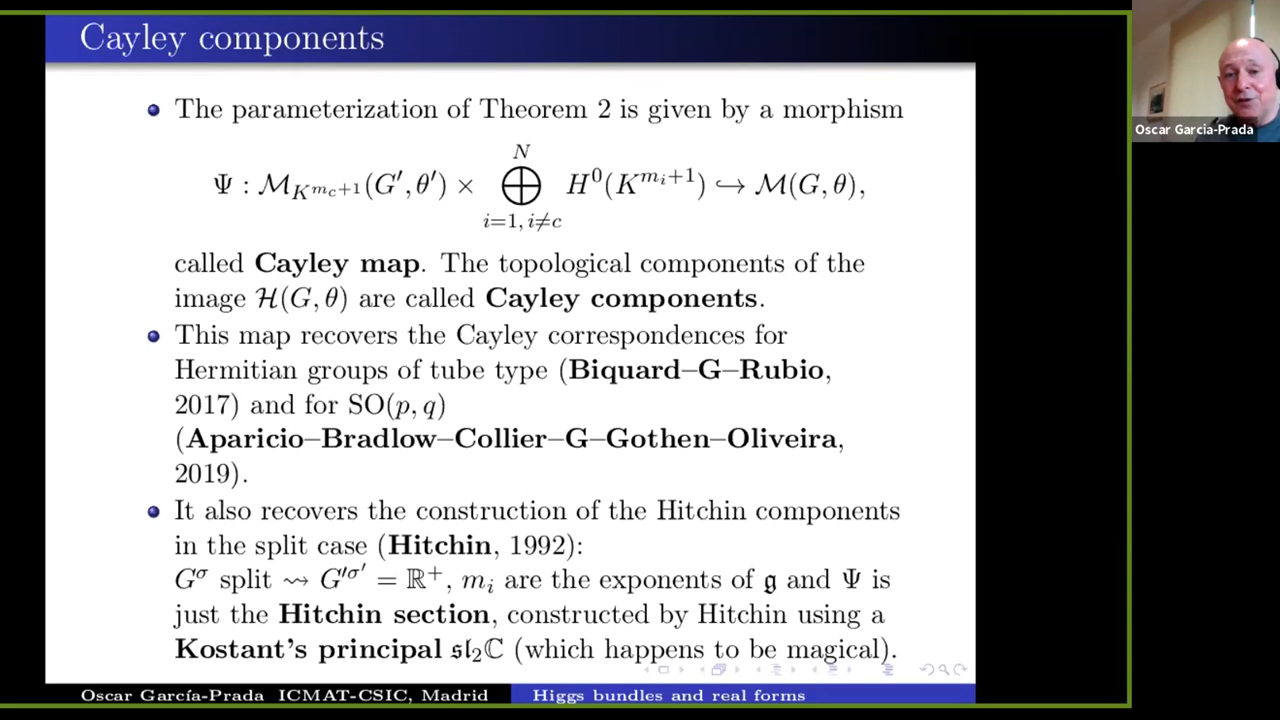 Cayley components
The parameterization of Theorem 2 is given by a morphism
Ψ : ℳ_{K^{m_c+1}}(G′, θ′) × ⨁_{i=1, i≠c}^{N} H⁰(K^{m_i+1}) ↪ ℳ(G, θ),
called Cayley map. The topological components of the
image ℋ(G, θ) are called Cayley components.
This map recovers the Cayley correspondences for
Hermitian groups of tube type (Biquard–G–Rubio,
2017) and for SO(p, q)
(Aparicio–Bradlow–Collier–G–Gothen–Oliveira,
2019).
It also recovers the construction of the Hitchin components
in the split case (Hitchin, 1992):
G^σ split ⇝ G′^{σ′} = ℝ⁺, m_i are the exponents of 𝔤 and Ψ is
just the Hitchin section, constructed by Hitchin using a
Kostant's principal 𝔰𝔩₂ℂ (which happens to be magical).
Oscar García-Prada ICMAT-CSIC, Madrid
Higgs bundles and real forms
Oscar Garcia-Prada